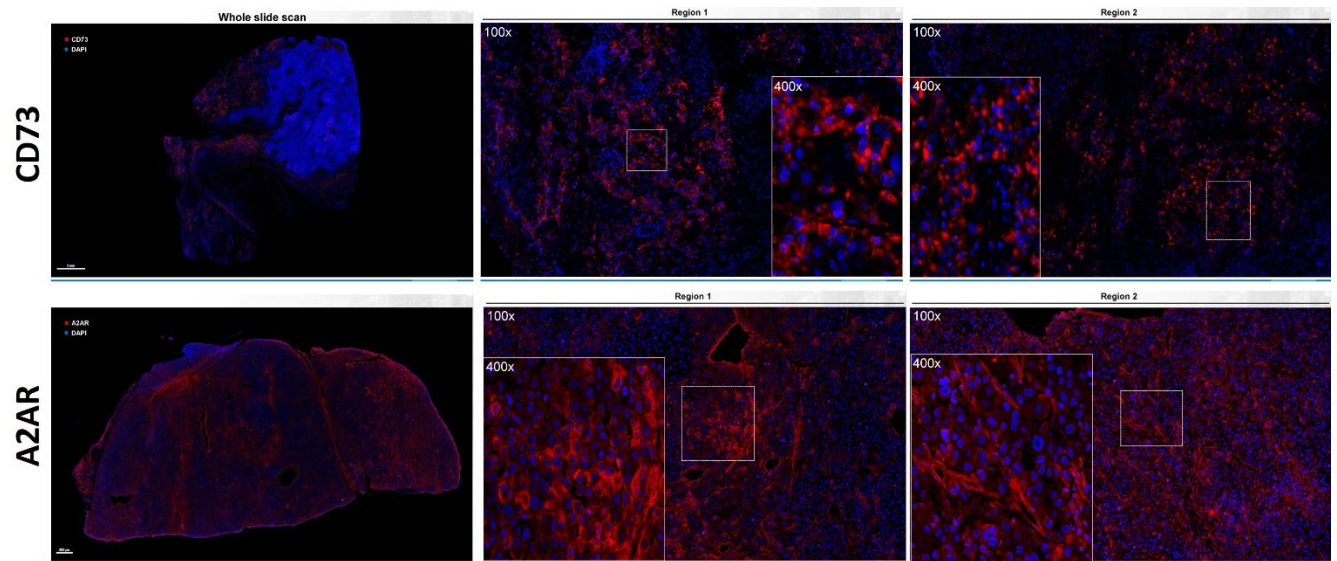 Whole slide scan
Region 1
Region 2
CD73
CD73
DAPI
100x
400x
100x
400x
A2AR
Region 1
Region 2
A2AR
DAPI
100x
400x
100x
400x